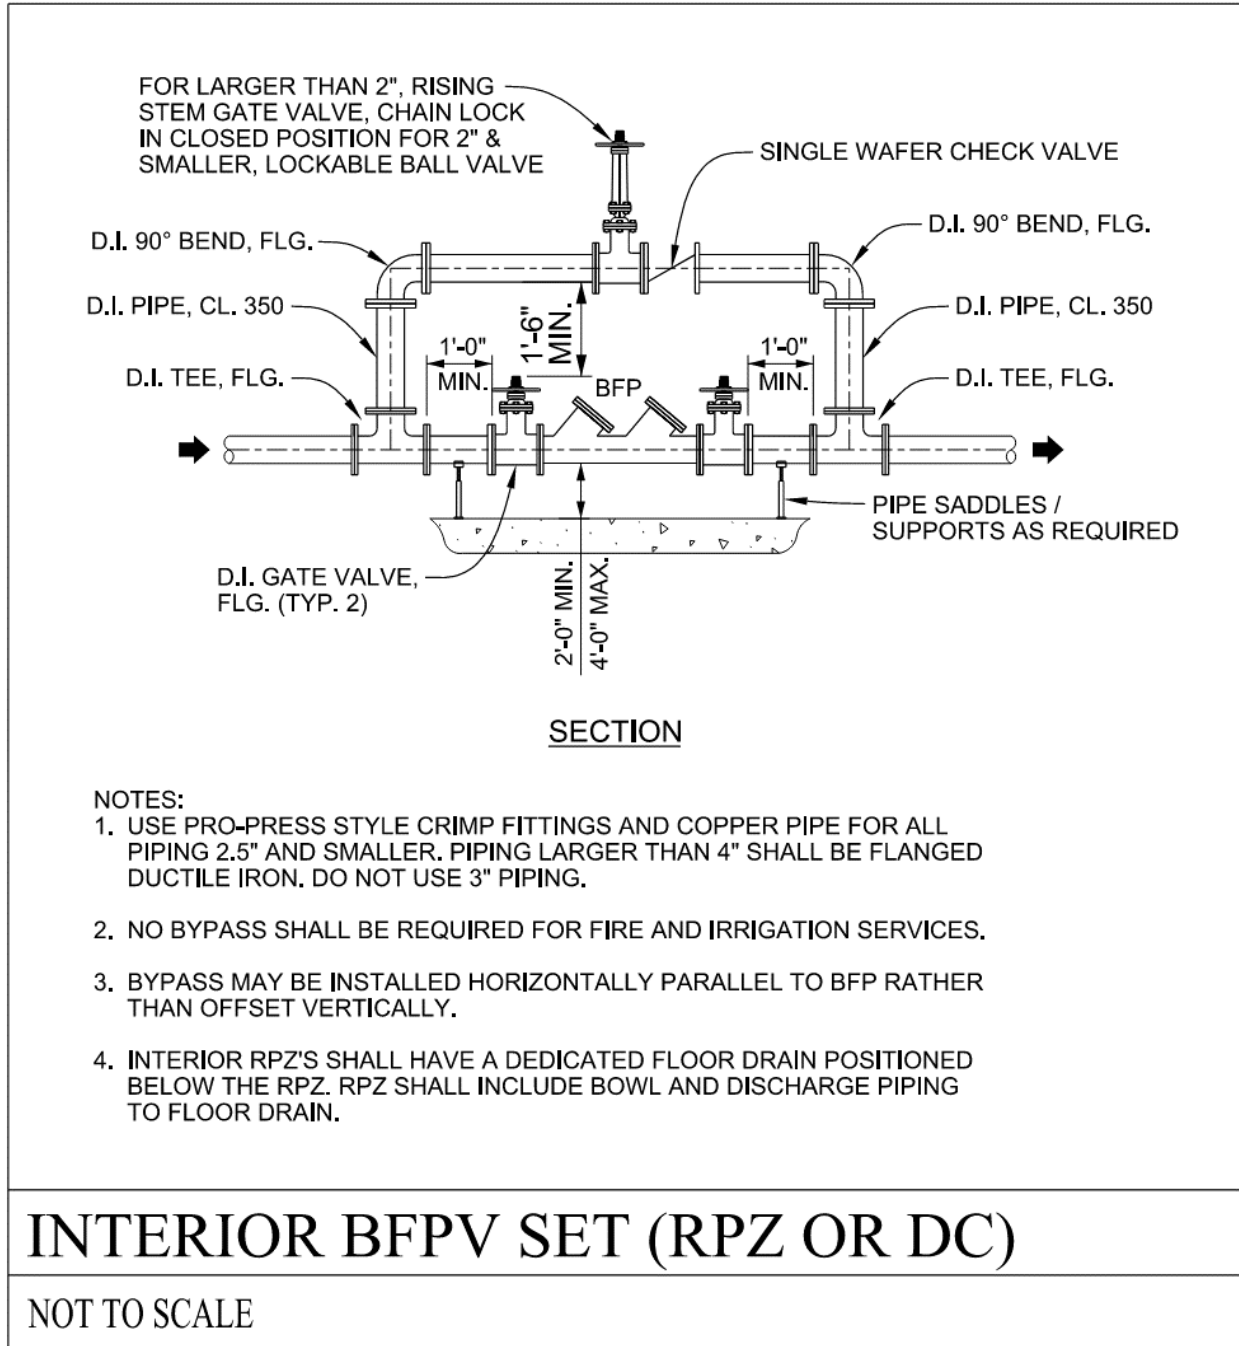 FOR LARGER THAN 2", RISING
STEM GATE VALVE, CHAIN LOCK
IN CLOSED POSITION FOR 2" &
SMALLER, LOCKABLE BALL VALVE
SINGLE WAFER CHECK VALVE
D.I. 90° BEND, FLG.
D.I. 90° BEND, FLG.
D.I. PIPE, CL. 350
D.I. PIPE, CL. 350
1'-6"
MIN.
1'-0"
MIN.
1'-0"
MIN.
D.I. TEE, FLG.
BFP
D.I. TEE, FLG.
PIPE SADDLES /
SUPPORTS AS REQUIRED
D.I. GATE VALVE,
FLG. (TYP. 2)
2'-0" MIN.
4'-0" MAX.
SECTION
NOTES:
1. USE PRO-PRESS STYLE CRIMP FITTINGS AND COPPER PIPE FOR ALL
PIPING 2.5" AND SMALLER. PIPING LARGER THAN 4" SHALL BE FLANGED
DUCTILE IRON. DO NOT USE 3" PIPING.
2. NO BYPASS SHALL BE REQUIRED FOR FIRE AND IRRIGATION SERVICES.
3. BYPASS MAY BE INSTALLED HORIZONTALLY PARALLEL TO BFP RATHER
THAN OFFSET VERTICALLY.
4. INTERIOR RPZ'S SHALL HAVE A DEDICATED FLOOR DRAIN POSITIONED
BELOW THE RPZ. RPZ SHALL INCLUDE BOWL AND DISCHARGE PIPING
TO FLOOR DRAIN.
INTERIOR BFPV SET (RPZ OR DC)
NOT TO SCALE